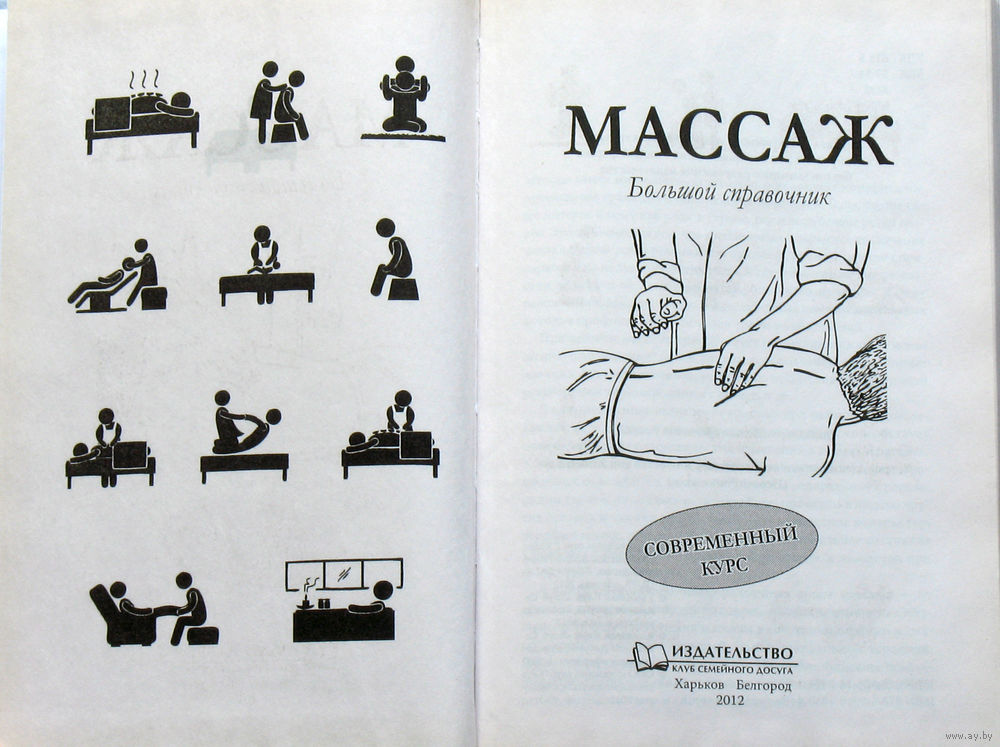 МАССАЖ
Большой справочник
СОВРЕМЕННЫЙ
КУРС
ИЗДАТЕЛЬСТВО
КЛУБ СЕМЕЙНОГО ДОСУГА
Харьков Белгород
2012
www.ay.by